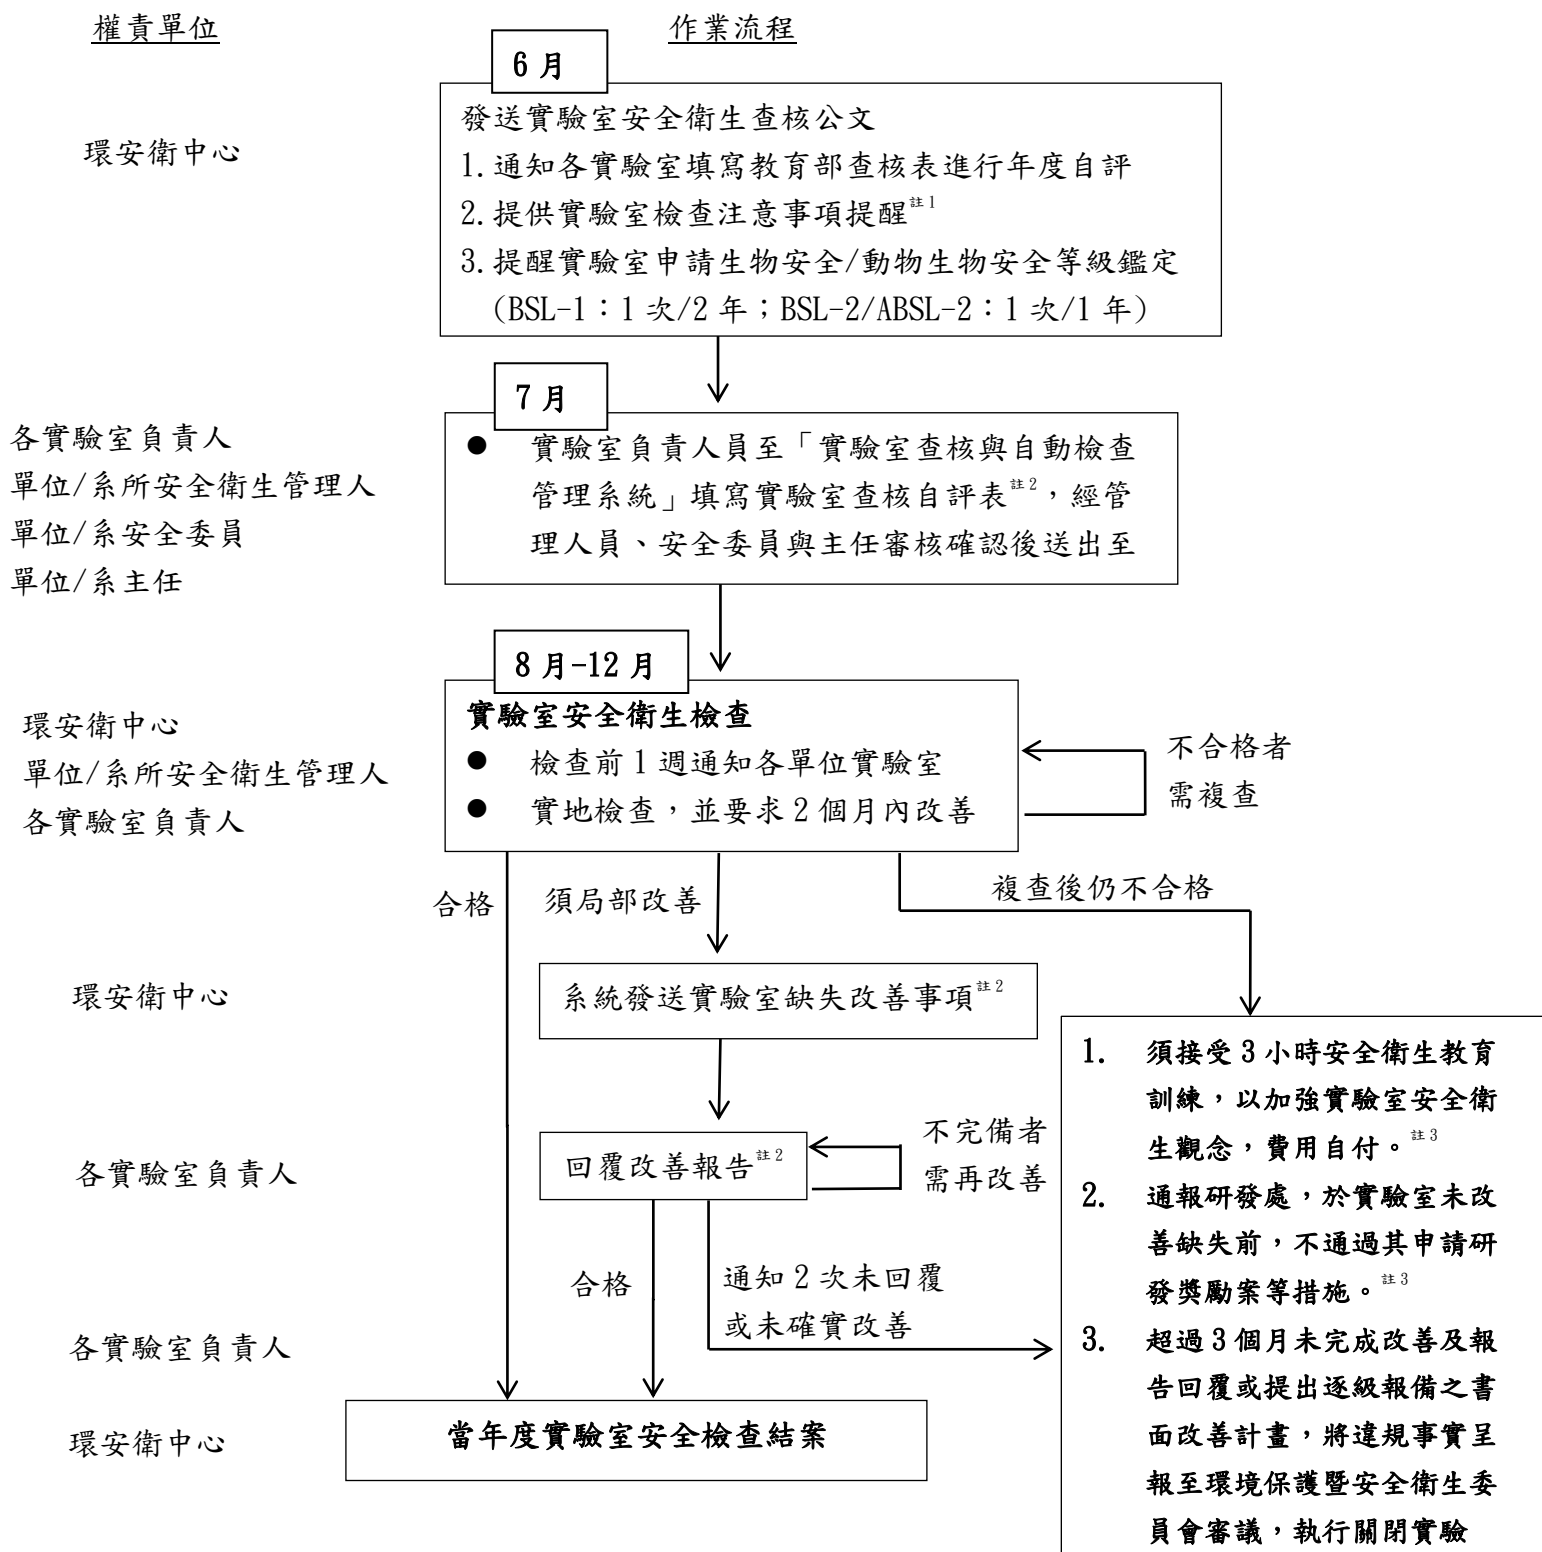 權責單位
作業流程
6 月
環安衛中心
發送實驗室安全衛生查核公文
1.通知各實驗室填寫教育部查核表進行年度自評
2.提供實驗室檢查注意事項提醒註1
3.提醒實驗室申請生物安全/動物生物安全等級鑑定
(BSL-1：1 次/2 年；BSL-2/ABSL-2：1 次/1 年)
7 月
各實驗室負責人
單位/系所安全衛生管理人
單位/系安全委員
單位/系主任
● 實驗室負責人員至「實驗室查核與自動檢查
管理系統」填寫實驗室查核自評表註2，經管
理人員、安全委員與主任審核確認後送出至
8 月-12 月
環安衛中心
單位/系所安全衛生管理人
各實驗室負責人
實驗室安全衛生檢查
● 檢查前 1 週通知各單位實驗室
● 實地檢查，並要求 2 個月內改善
不合格者
需複查
合格
須局部改善
複查後仍不合格
環安衛中心
系統發送實驗室缺失改善事項註2
各實驗室負責人
回覆改善報告註2
不完備者
需再改善
合格
通知 2 次未回覆
或未確實改善
各實驗室負責人
環安衛中心
當年度實驗室安全檢查結案
1. 須接受 3 小時安全衛生教育
訓練，以加強實驗室安全衛
生觀念，費用自付。註3
2. 通報研發處，於實驗室未改
善缺失前，不通過其申請研
發獎勵案等措施。註3
3. 超過 3 個月未完成改善及報
告回覆或提出逐級報備之書
面改善計畫，將違規事實呈
報至環境保護暨安全衛生委
員會審議，執行關閉實驗